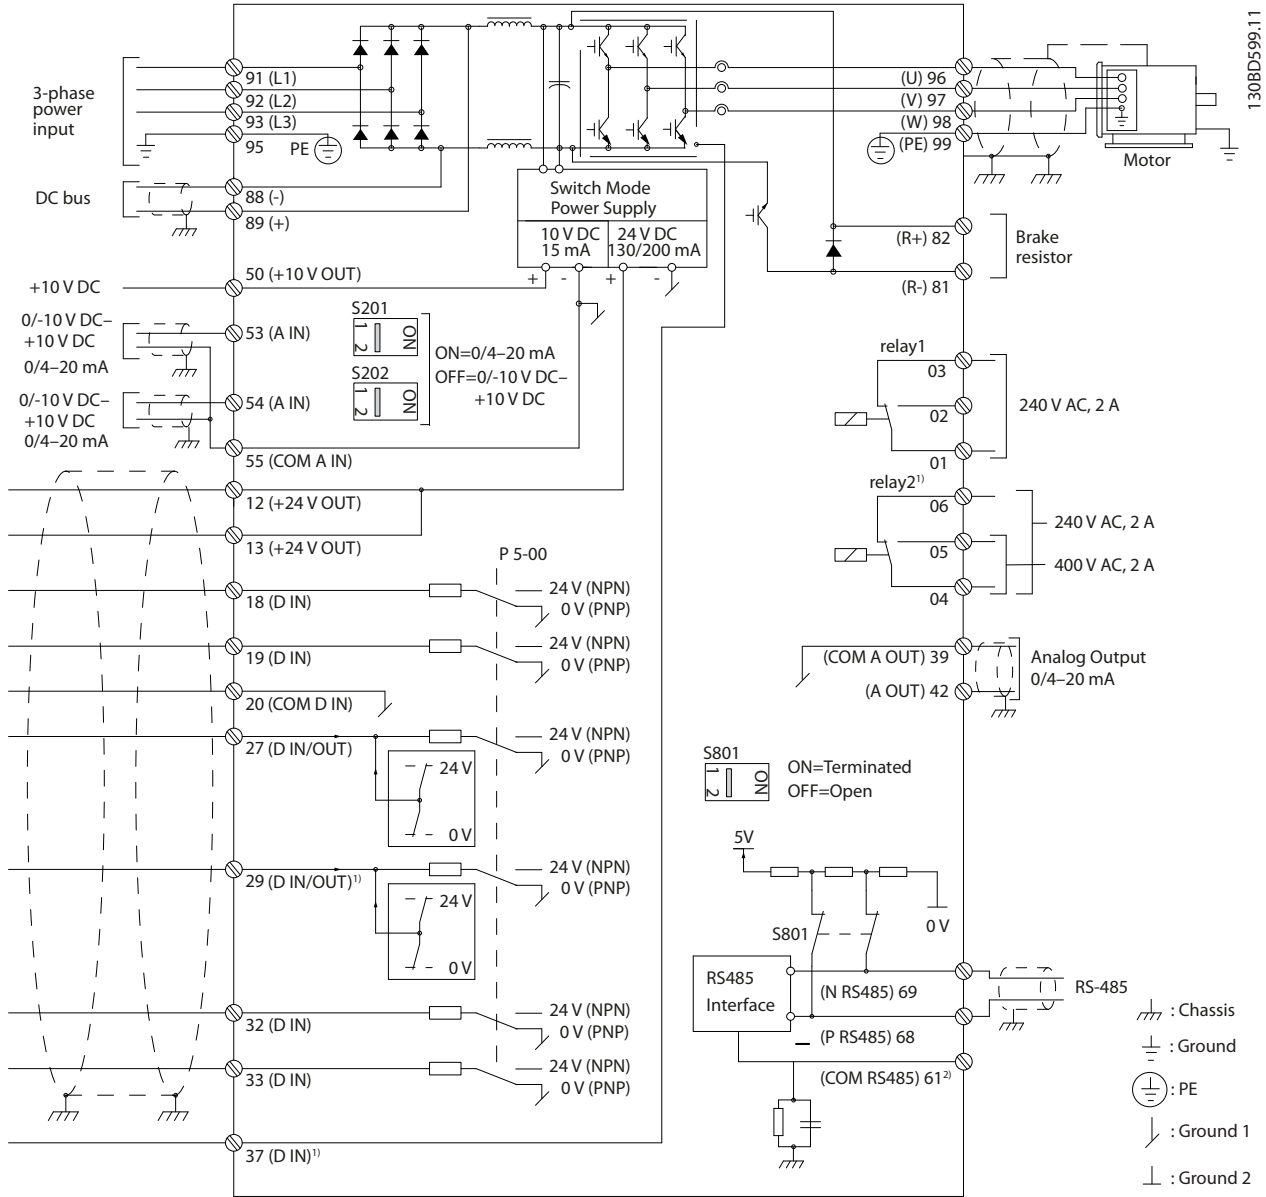 130BD599.11
3-phase
power
input
91 (L1)
92 (L2)
93 (L3)
95
PE
DC bus
88 (-)
89 (+)
Switch Mode
Power Supply
10 V DC
15 mA
24 V DC
130/200 mA
+ - + -
(U) 96
(V) 97
(W) 98
(PE) 99
Motor
(R+) 82
(R-) 81
Brake
resistor
+10 V DC
50 (+10 V OUT)
0/-10 V DC–
+10 V DC
0/4–20 mA
53 (A IN)
0/-10 V DC–
+10 V DC
0/4–20 mA
54 (A IN)
55 (COM A IN)
S201
1 2
ON
S202
1 2
ON
ON=0/4–20 mA
OFF=0/-10 V DC–
+10 V DC
relay1
03
02
01
240 V AC, 2 A
relay2¹⁾
06
05
04
240 V AC, 2 A
400 V AC, 2 A
12 (+24 V OUT)
13 (+24 V OUT)
P 5-00
18 (D IN)
24 V (NPN)
0 V (PNP)
19 (D IN)
24 V (NPN)
0 V (PNP)
20 (COM D IN)
27 (D IN/OUT)
24 V (NPN)
0 V (PNP)
24 V
0 V
29 (D IN/OUT)¹⁾
24 V (NPN)
0 V (PNP)
24 V
0 V
32 (D IN)
24 V (NPN)
0 V (PNP)
33 (D IN)
24 V (NPN)
0 V (PNP)
37 (D IN)¹⁾
(COM A OUT) 39
(A OUT) 42
Analog Output
0/4–20 mA
S801
1 2
ON
ON=Terminated
OFF=Open
5V
S801
0 V
RS485
Interface
(N RS485) 69
(P RS485) 68
(COM RS485) 61²⁾
RS-485
: Chassis
: Ground
: PE
: Ground 1
: Ground 2